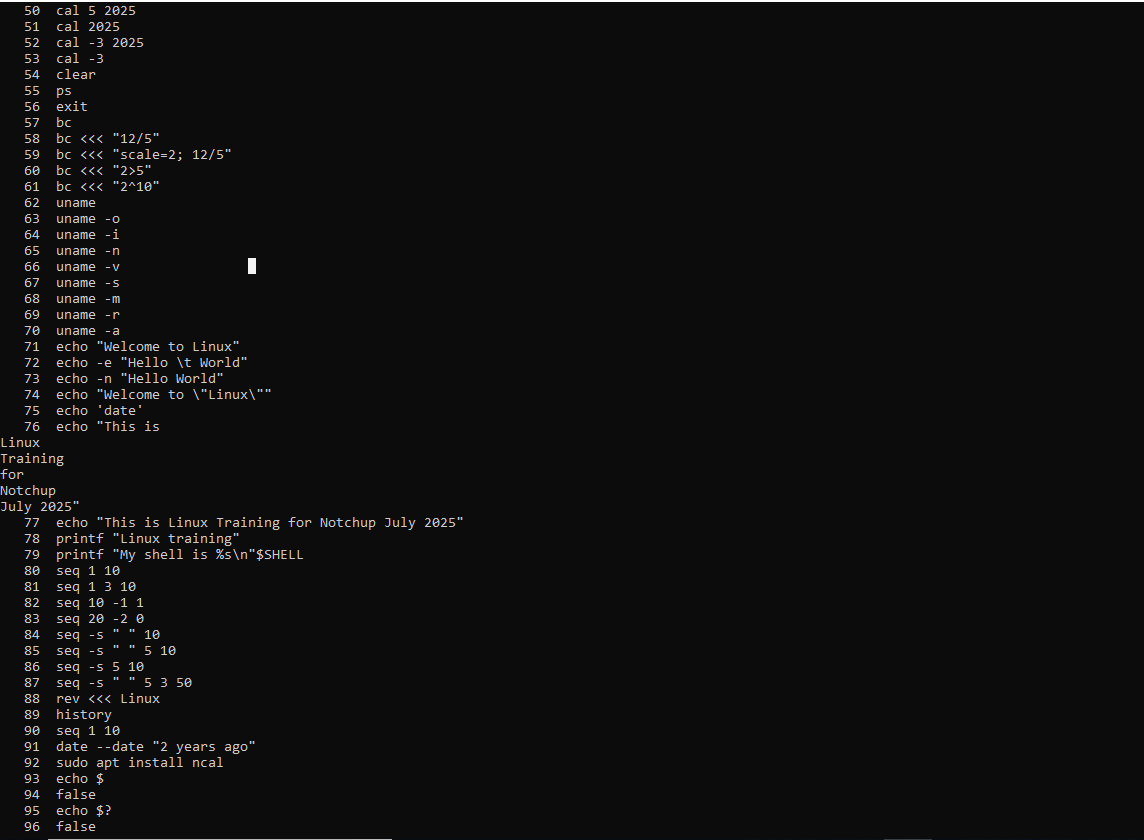 50  cal 5 2025
51  cal 2025
52  cal -3 2025
53  cal -3
54  clear
55  ps
56  exit
57  bc
58  bc <<< "12/5"
59  bc <<< "scale=2; 12/5"
60  bc <<< "2>5"
61  bc <<< "2^10"
62  uname
63  uname -o
64  uname -i
65  uname -n
66  uname -v
67  uname -s
68  uname -m
69  uname -r
70  uname -a
71  echo "Welcome to Linux"
72  echo -e "Hello \t World"
73  echo -n "Hello World"
74  echo "Welcome to \"Linux\""
75  echo 'date'
76  echo "This is
Linux
Training
for
Notchup
July 2025"
77  echo "This is Linux Training for Notchup July 2025"
78  printf "Linux training"
79  printf "My shell is %s\n"$SHELL
80  seq 1 10
81  seq 1 3 10
82  seq 10 -1 1
83  seq 20 -2 0
84  seq -s " " 10
85  seq -s " " 5 10
86  seq -s 5 10
87  seq -s " " 5 3 50
88  rev <<< Linux
89  history
90  seq 1 10
91  date --date "2 years ago"
92  sudo apt install ncal
93  echo $
94  false
95  echo $?
96  false